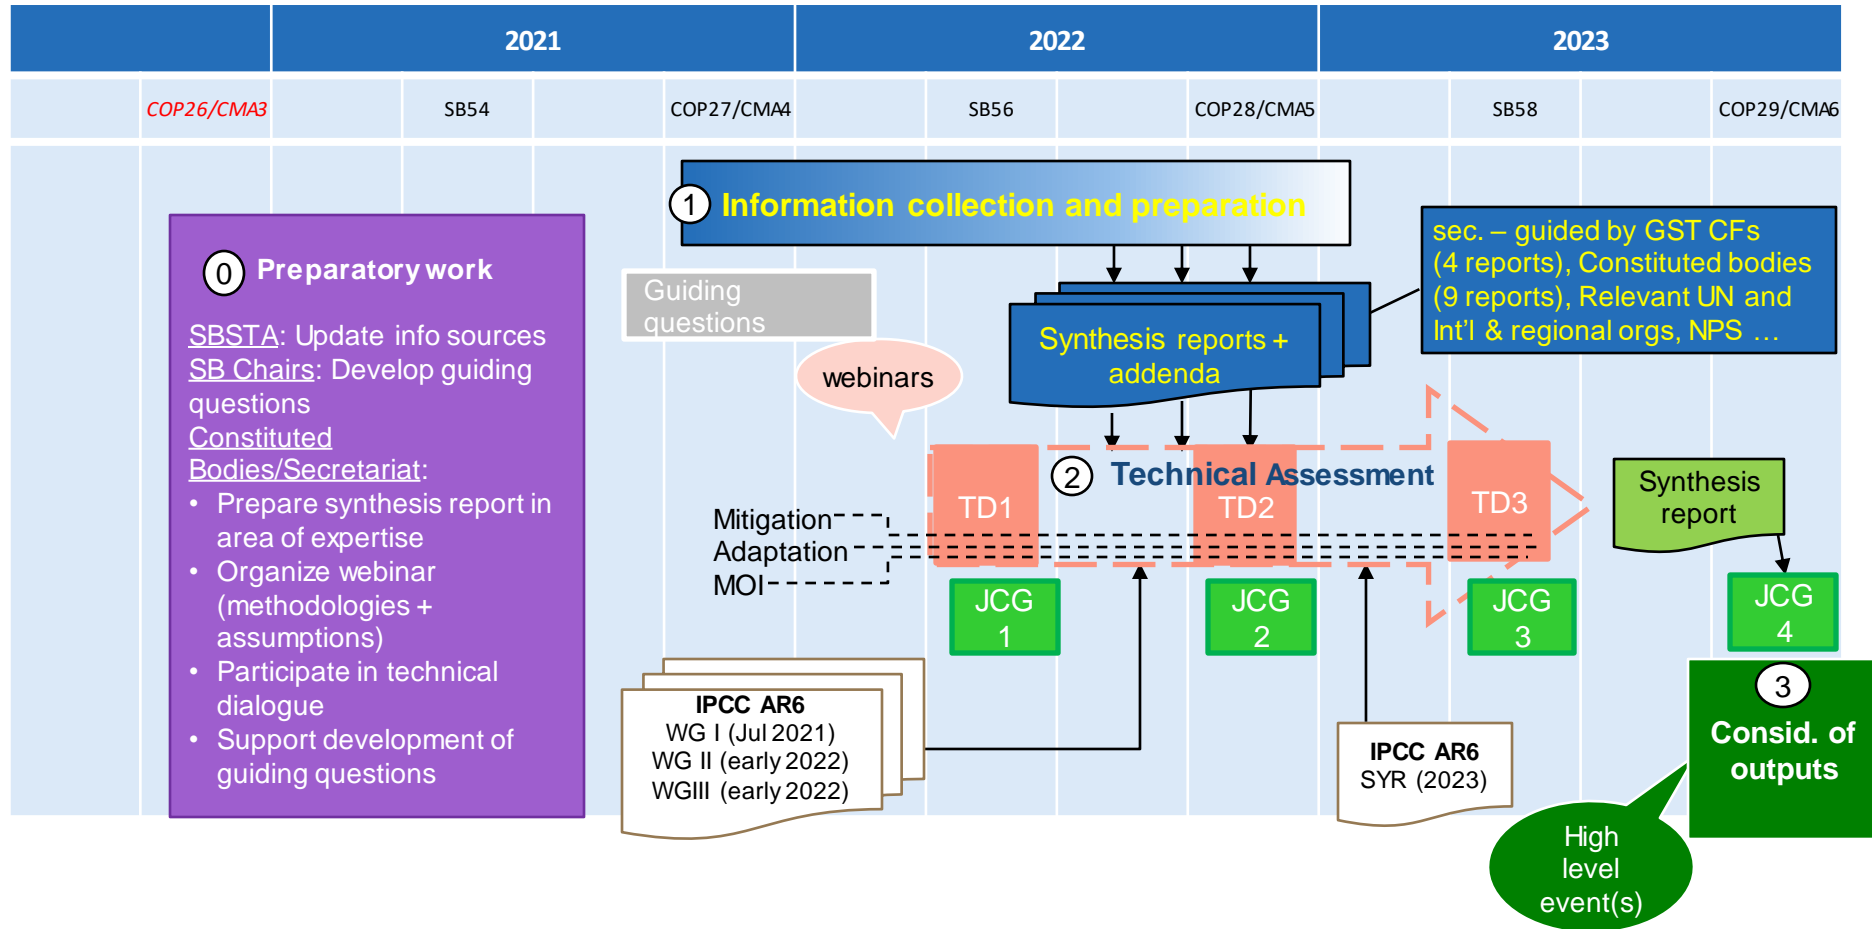 2021
2022
2023
COP26/CMA3
SB54
COP27/CMA4
SB56
COP28/CMA5
SB58
COP29/CMA6
0 Preparatory work
SBSTA: Update info sources
SB Chairs: Develop guiding
questions
Constituted
Bodies/Secretariat:
• Prepare synthesis report in
area of expertise
• Organize webinar
(methodologies +
assumptions)
• Participate in technical
dialogue
• Support development of
guiding questions
1 Information collection and preparation
Guiding
questions
webinars
Synthesis reports +
addenda
sec. – guided by GST CFs
(4 reports), Constituted bodies
(9 reports), Relevant UN and
Int'l & regional orgs, NPS …
2 Technical Assessment
TD1
TD2
TD3
Mitigation
Adaptation
MOI
JCG
1
JCG
2
JCG
3
Synthesis
report
JCG
4
IPCC AR6
WG I (Jul 2021)
WG II (early 2022)
WGIII (early 2022)
IPCC AR6
SYR (2023)
3
Consid. of
outputs
High
level
event(s)